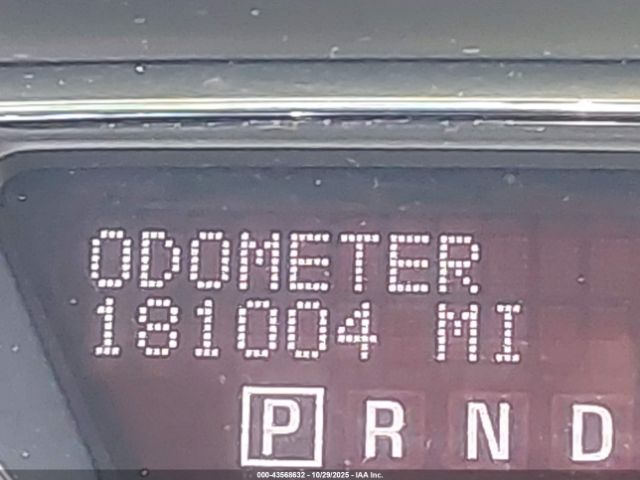 ODOMETER
181004 MI
P R N D
000-43568632 - 10/29/2025 - IAA Inc.